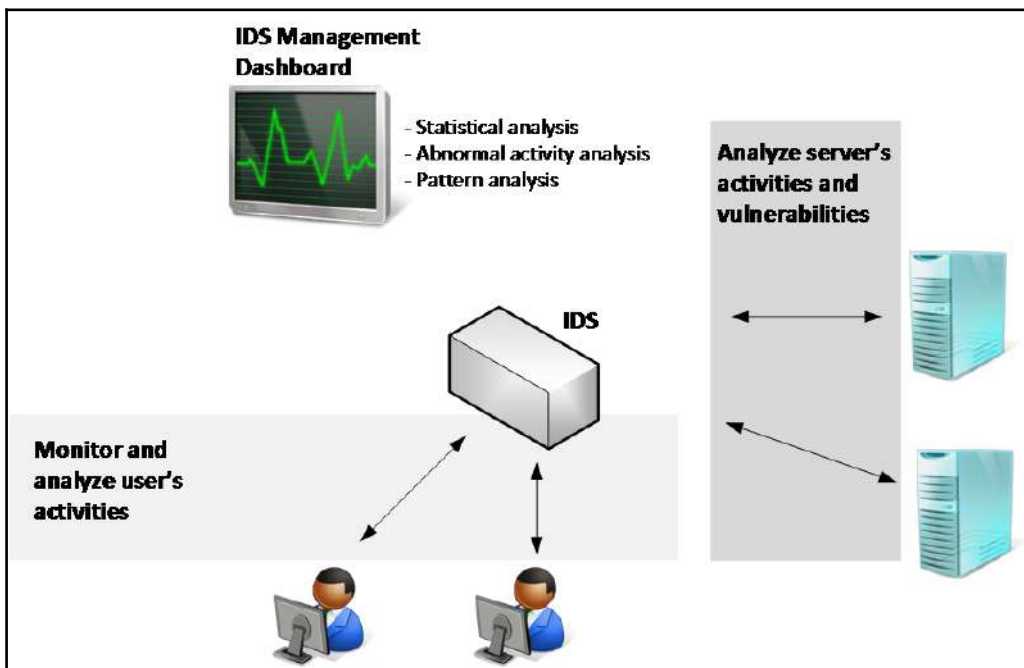 IDS Management
Dashboard
- Statistical analysis
- Abnormal activity analysis
- Pattern analysis
Analyze server's
activities and
vulnerabilities
IDS
Monitor and
analyze user's
activities